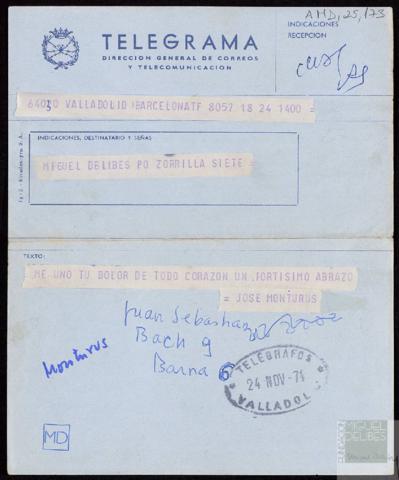 AMD, 25, 173
TELEGRAMA
DIRECCION GENERAL DE CORREOS
Y TELECOMUNICACION
INDICACIONES
RECEPCION
VALLADOLID BARCELONATF 8057 18 24 1400 =
INDICACIONES, DESTINATARIO Y SEÑAS
MIGUEL DELIBES PO ZORRILLA SIETE =
TEXTO:
ME UNO TU DOLOR DE TODO CORAZON UN FORTISIMO ABRAZO
= JOSE MONTURUS
Juan Sebastian
Bach 9
Barna
Monturus
TELEGRAFOS
24 NOV-74
VALLADOL
MD
FUNDACIÓN
MIGUEL
DELIBES